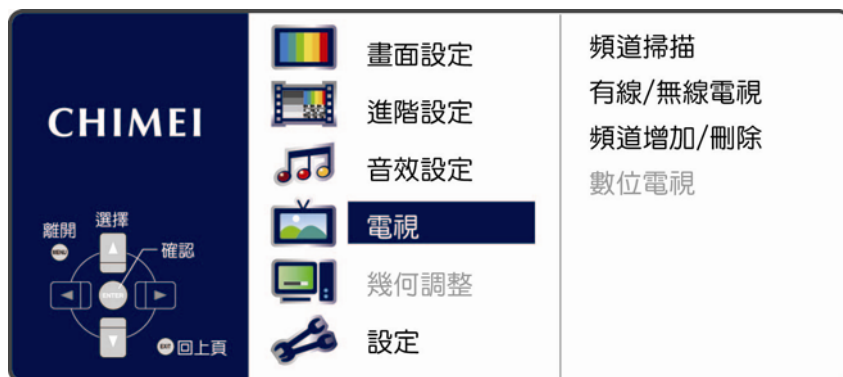 CHIMEI
離開
選擇
MENU
確認
ENTER
EXIT
回上頁
畫面設定
進階設定
音效設定
電視
幾何調整
設定
頻道掃描
有線/無線電視
頻道增加/刪除
數位電視